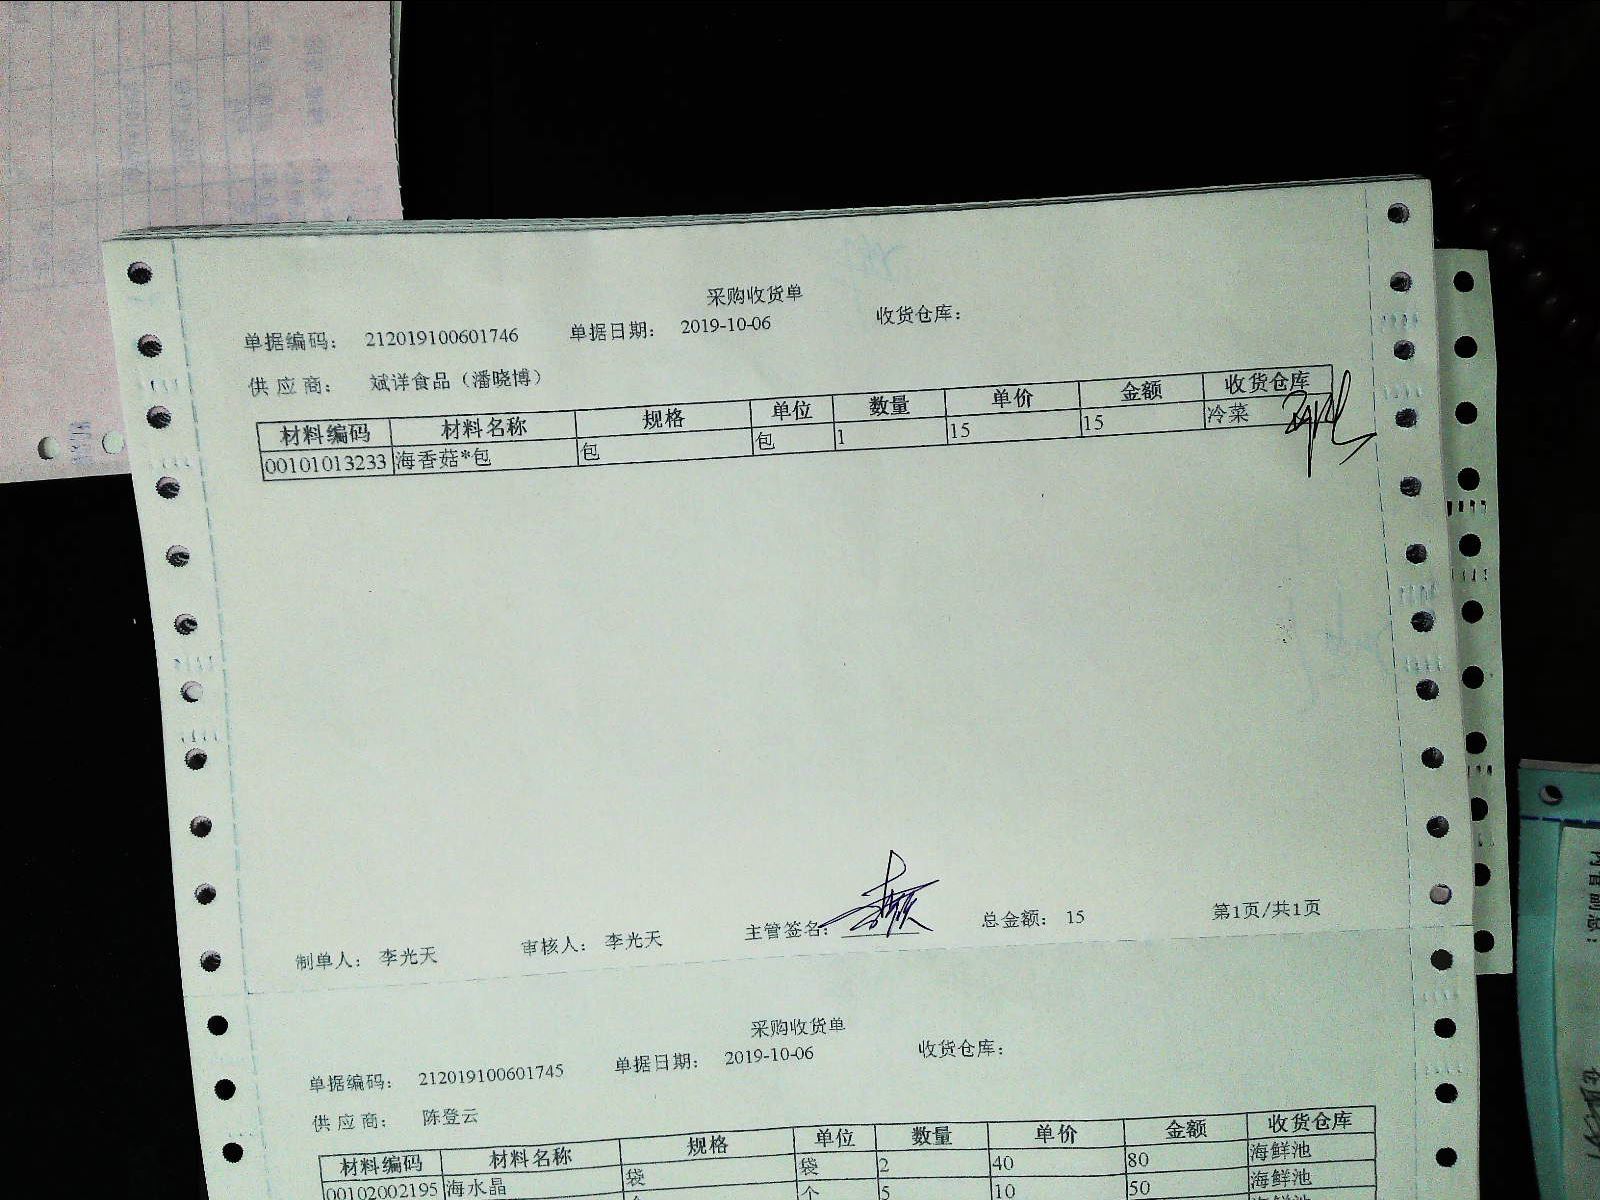 采购收货单
单据编码： 212019100601746 单据日期： 2019-10-06 收货仓库：
供应商： 斌详食品（潘晓博）
材料编码 材料名称 规格 单位 数量 单价 金额 收货仓库
00101013233 海香菇*包 包 包 1 15 15 冷菜
制单人： 李光天 审核人： 李光天 主管签名： 总金额： 15 第1页/共1页
采购收货单
单据编码： 212019100601745 单据日期： 2019-10-06 收货仓库：
供应商： 陈登云
材料编码 材料名称 规格 单位 数量 单价 金额 收货仓库
00102002195 海水晶 袋 袋 2 40 80 海鲜池
个 5 10 50 海鲜池